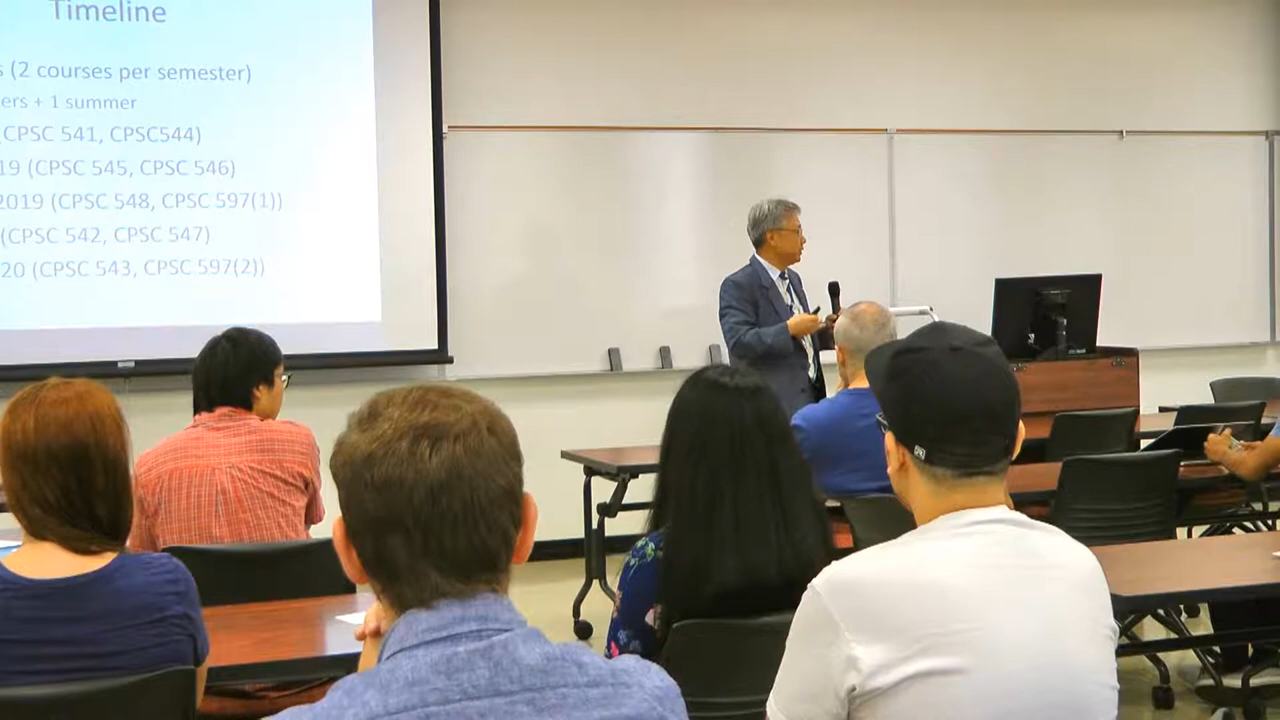 Timeline
s (2 courses per semester)
ers + 1 summer
(CPSC 541, CPSC544)
19 (CPSC 545, CPSC 546)
2019 (CPSC 548, CPSC 597(1))
(CPSC 542, CPSC 547)
20 (CPSC 543, CPSC 597(2))